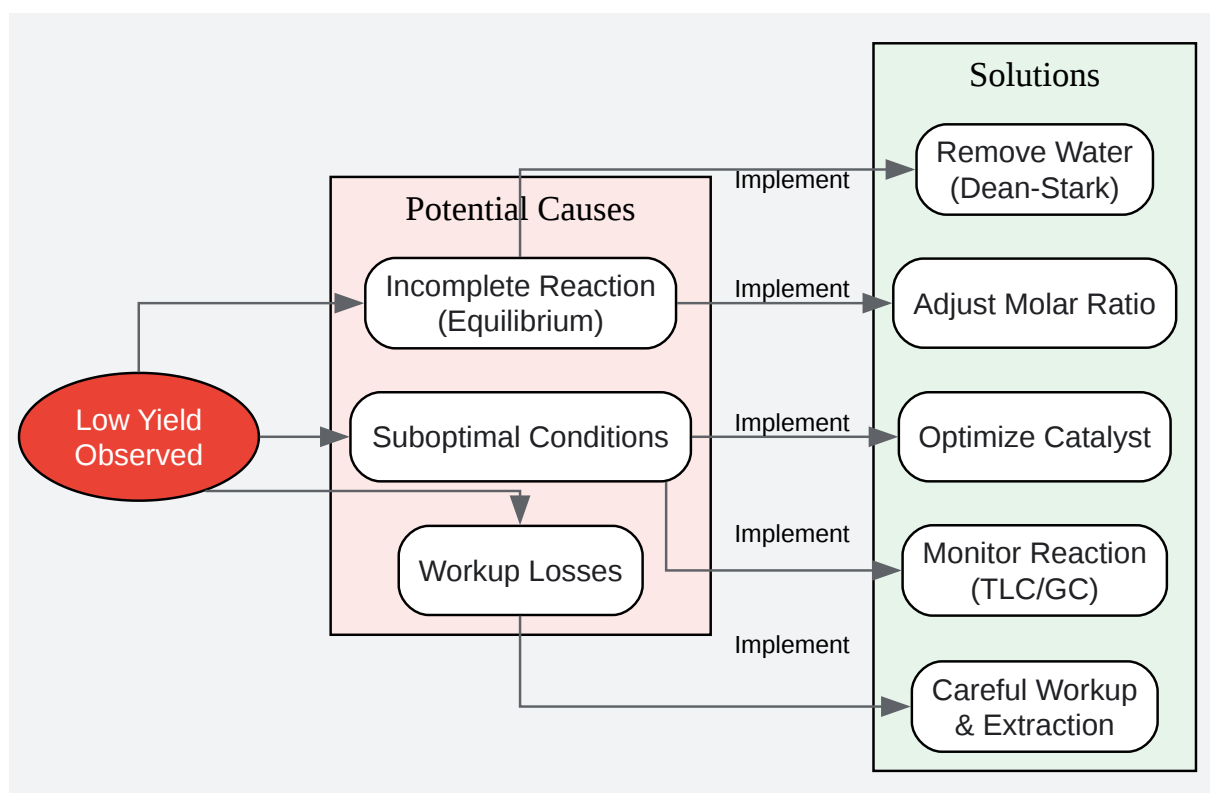 Solutions
Remove Water
(Dean-Stark)
Implement
Potential Causes
Incomplete Reaction
(Equilibrium)
Implement
Adjust Molar Ratio
Low Yield
Observed
Suboptimal Conditions
Implement
Optimize Catalyst
Implement
Monitor Reaction
(TLC/GC)
Workup Losses
Implement
Careful Workup
& Extraction